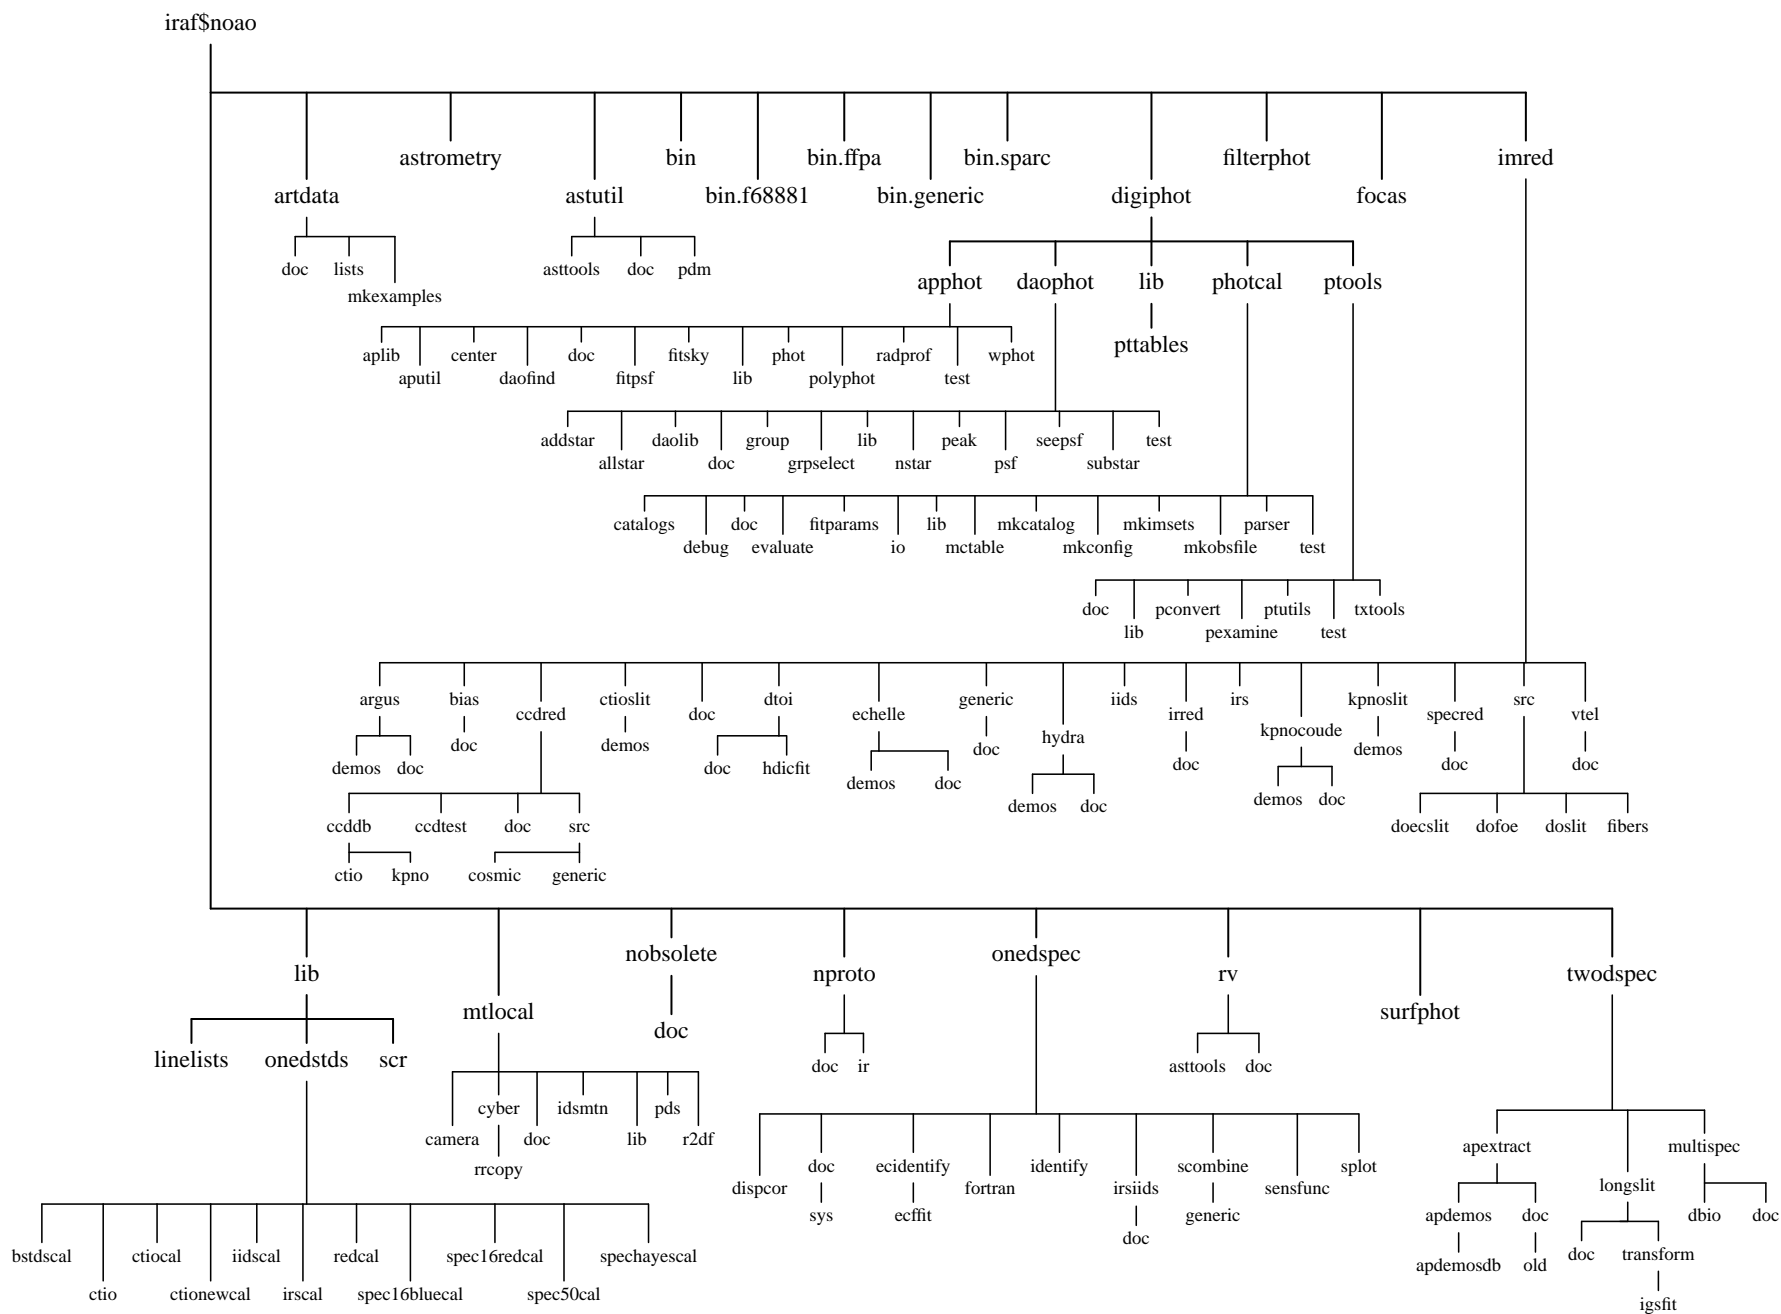 iraf$noao
astrometry bin bin.ffpa bin.sparc filterphot imred
artdata astutil bin.f68881 bin.generic digiphot focas
doc lists asttools doc pdm
mkexamples
apphot daophot lib photcal ptools
pttables
aplib center doc fitsky phot radprof wphot
aputil daofind fitpsf lib polyphot test
addstar daolib group lib peak seepsf test
allstar doc grpselect nstar psf substar
catalogs doc fitparams lib mkcatalog mkimsets parser
debug evaluate io mctable mkconfig mkobsfile test
doc pconvert ptutils txtools
lib pexamine test
argus bias ctioslit doc dtoi generic iids irs kpnoslit src
ccdred echelle irred specred vtel
hydra kpnocoude
doc demos doc demos
demos doc doc hdicfit demos doc doc doc doc
demos doc demos doc
ccddb ccdtest doc src doecslit dofoe doslit fibers
ctio kpno cosmic generic
nobsolete onedspec
lib nproto rv twodspec
mtlocal surfphot
doc
linelists onedstds scr
doc ir asttools doc
cyber idsmtn pds
camera doc lib r2df
rrcopy
apextract multispec
doc ecidentify identify scombine splot
dispcor fortran irsiids sensfunc longslit
sys ecffit generic apdemos doc dbio doc
doc
doc transform
apdemosdb old
igsfit
bstdscal ctiocal iidscal redcal spec16redcal spechayescal
ctio ctionewcal irscal spec16bluecal spec50cal